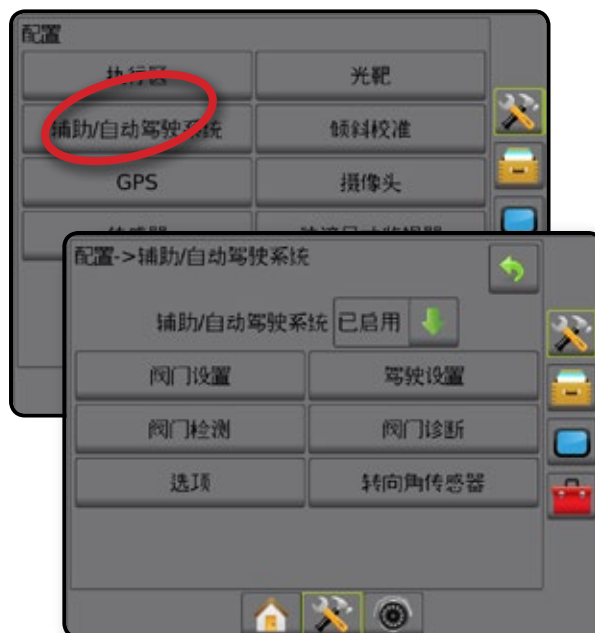 配置
执行区
光靶
辅助/自动驾驶系统
倾斜校准
GPS
摄像头
配置->辅助/自动驾驶系统
辅助/自动驾驶系统 已启用
阀门设置
驾驶设置
阀门检测
阀门诊断
选项
转向角传感器